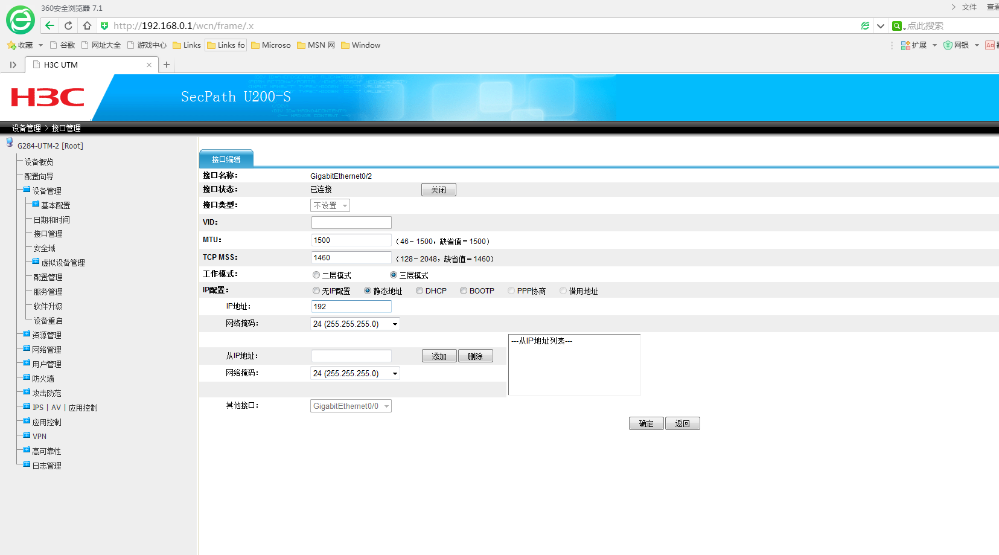 360安全浏览器 7.1
文件 查看
http://192.168.0.1/wcn/frame/.x
点此搜索
收藏 谷歌 网址大全 游戏中心 Links Links fo Microso MSN 网 Window 扩展 网银
H3C UTM
H3C SecPath U200-S
设备管理 > 接口管理
G284-UTM-2 [Root]
设备概览
配置向导
设备管理
基本配置
日期和时间
接口管理
安全域
虚拟设备管理
配置管理
服务管理
软件升级
设备重启
资源管理
网络管理
用户管理
防火墙
攻击防范
IPS | AV | 应用控制
应用控制
VPN
高可靠性
日志管理
接口编辑
接口名称： GigabitEthernet0/2
接口状态： 已连接 关闭
接口类型： 不设置
VID：
MTU： 1500 （46－1500，缺省值＝1500）
TCP MSS： 1460 （128－2048，缺省值＝1460）
工作模式： 二层模式 三层模式
IP配置： 无IP配置 静态地址 DHCP BOOTP PPP协商 借用地址
IP地址： 192
网络掩码： 24 (255.255.255.0)
---从IP地址列表---
从IP地址： 添加 删除
网络掩码： 24 (255.255.255.0)
其他接口： GigabitEthernet0/0
确定 返回